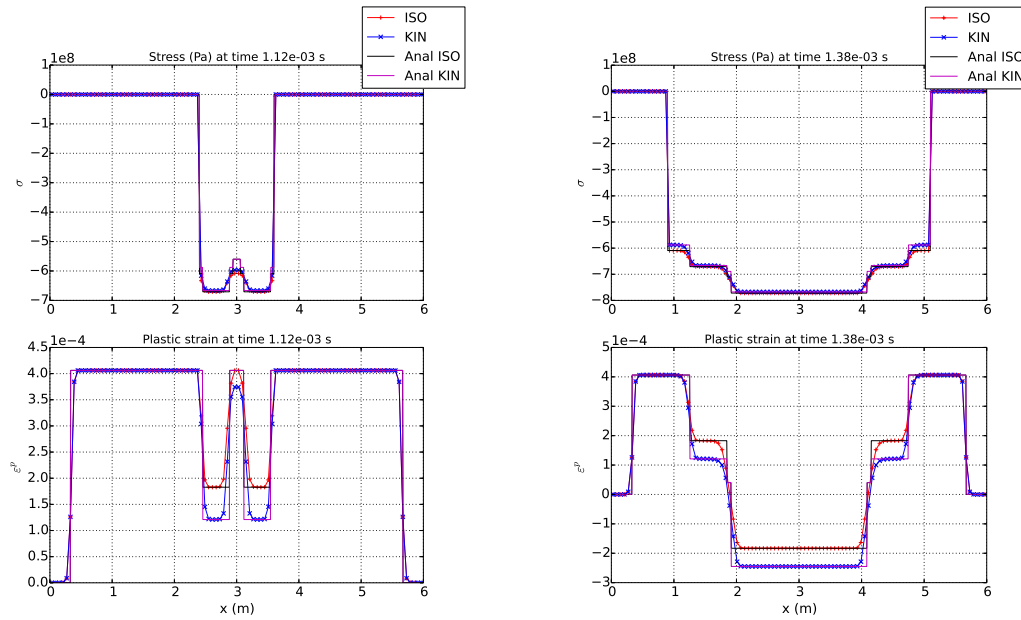 ISO
KIN
Anal ISO
Anal KIN
1e8
Stress (Pa) at time 1.12e-03 s
1
0
−1
−2
−3
−4
−5
−6
−7
σ
0 1 2 3 4 5 6
1e−4
Plastic strain at time 1.12e-03 s
4.5
4.0
3.5
3.0
2.5
2.0
1.5
1.0
0.5
0.0
εᵖ
0 1 2 3 4 5 6
x (m)
ISO
KIN
Anal ISO
Anal KIN
1e8
Stress (Pa) at time 1.38e-03 s
1
0
−1
−2
−3
−4
−5
−6
−7
−8
σ
0 1 2 3 4 5 6
1e−4
Plastic strain at time 1.38e-03 s
5
4
3
2
1
0
−1
−2
−3
εᵖ
0 1 2 3 4 5 6
x (m)